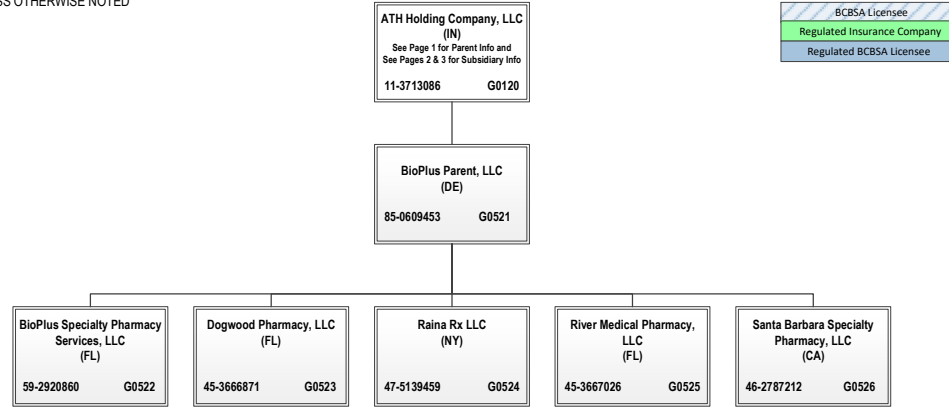 SS OTHERWISE NOTED
BCBSA Licensee
Regulated Insurance Company
Regulated BCBSA Licensee
ATH Holding Company, LLC
(IN)
See Page 1 for Parent Info and
See Pages 2 & 3 for Subsidiary Info
11-3713086 G0120
BioPlus Parent, LLC
(DE)
85-0609453 G0521
BioPlus Specialty Pharmacy
Services, LLC
(FL)
59-2920860 G0522
Dogwood Pharmacy, LLC
(FL)
45-3666871 G0523
Raina Rx LLC
(NY)
47-5139459 G0524
River Medical Pharmacy,
LLC
(FL)
45-3667026 G0525
Santa Barbara Specialty
Pharmacy, LLC
(CA)
46-2787212 G0526